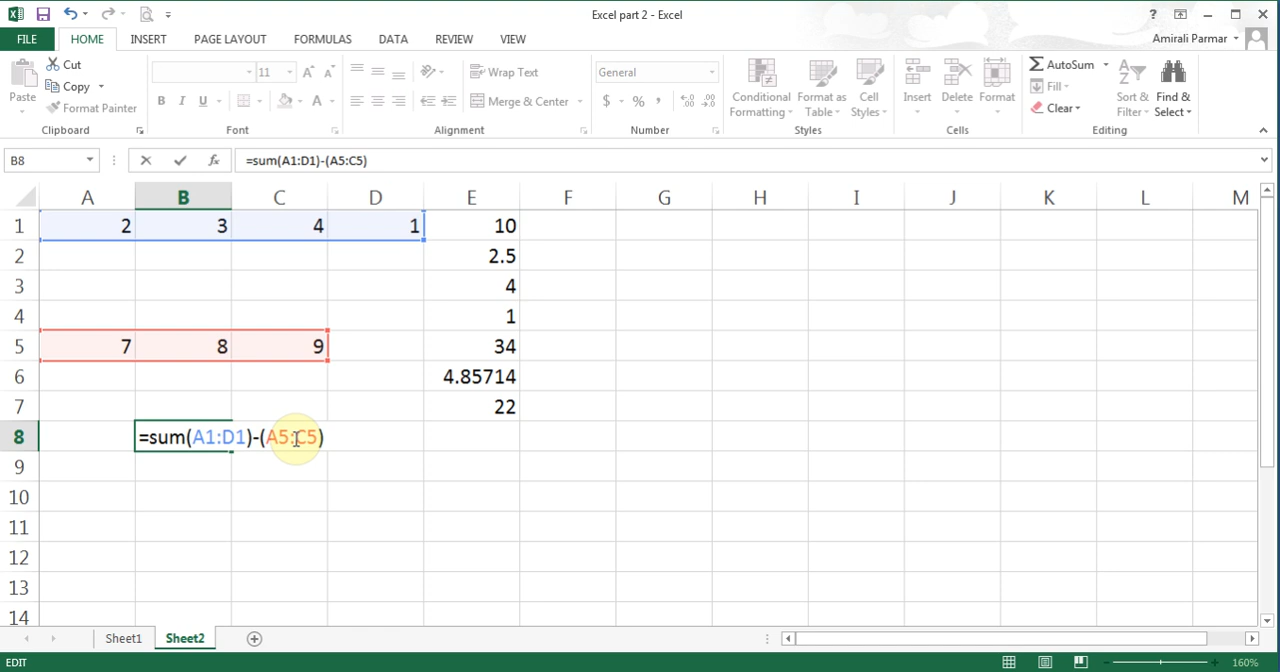 Excel part 2 - Excel
?
FILE HOME INSERT PAGE LAYOUT FORMULAS DATA REVIEW VIEW
Amirali Parmar
Paste
Cut
Copy
Format Painter
Clipboard
11
B I U
A A
A
Font
Wrap Text
Merge & Center
Alignment
General
$ % ,
Number
Conditional Formatting
Format as Table
Cell Styles
Styles
Insert
Delete
Format
Cells
AutoSum
Fill
Clear
Sort & Filter
Find & Select
Editing
B8
fx
=sum(A1:D1)-(A5:C5)
A B C D E F G H I J K L M
1 2 3 4 1 10
2 2.5
3 4
4 1
5 7 8 9 34
6 4.85714
7 22
8 =sum(A1:D1)-(A5:C5)
9
10
11
12
13
14
Sheet1 Sheet2
EDIT
160%